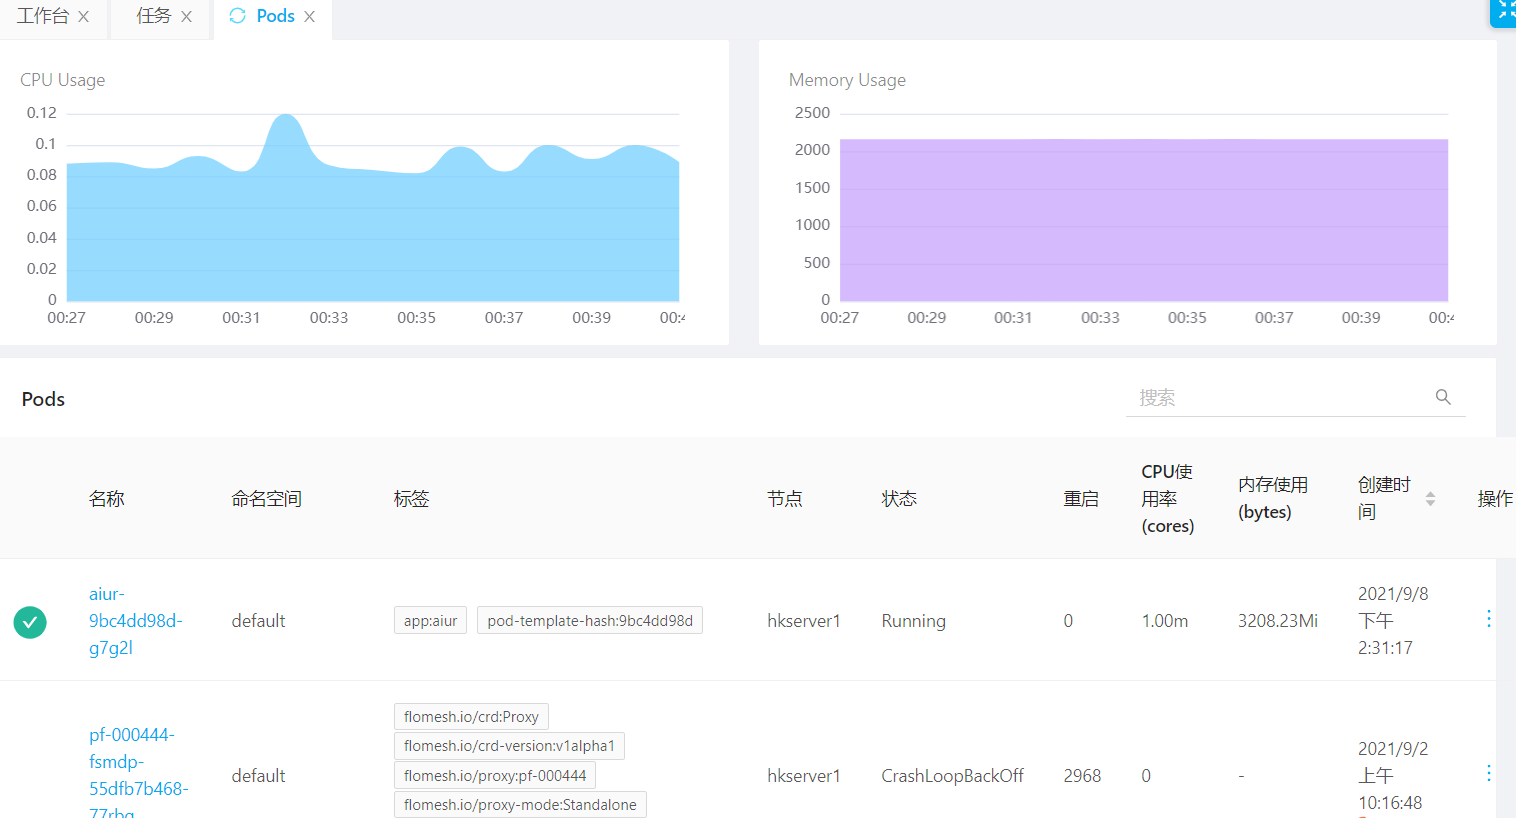 工作台
任务
Pods
CPU Usage
0.12
0.1
0.08
0.06
0.04
0.02
0
00:27 00:29 00:31 00:33 00:35 00:37 00:39
Memory Usage
2500
2000
1500
1000
500
0
00:27 00:29 00:31 00:33 00:35 00:37 00:39
Pods
搜索
名称
命名空间
标签
节点
状态
重启
CPU使
用率
(cores)
内存使用
(bytes)
创建时
间
操作
aiur-
9bc4dd98d-
g7g2l
default
app:aiur
pod-template-hash:9bc4dd98d
hkserver1
Running
0
1.00m
3208.23Mi
2021/9/8
下午
2:31:17
pf-000444-
fsmdp-
55dfb7b468-
77rbg
default
flomesh.io/crd:Proxy
flomesh.io/crd-version:v1alpha1
flomesh.io/proxy:pf-000444
flomesh.io/proxy-mode:Standalone
hkserver1
CrashLoopBackOff
2968
0
-
2021/9/2
上午
10:16:48